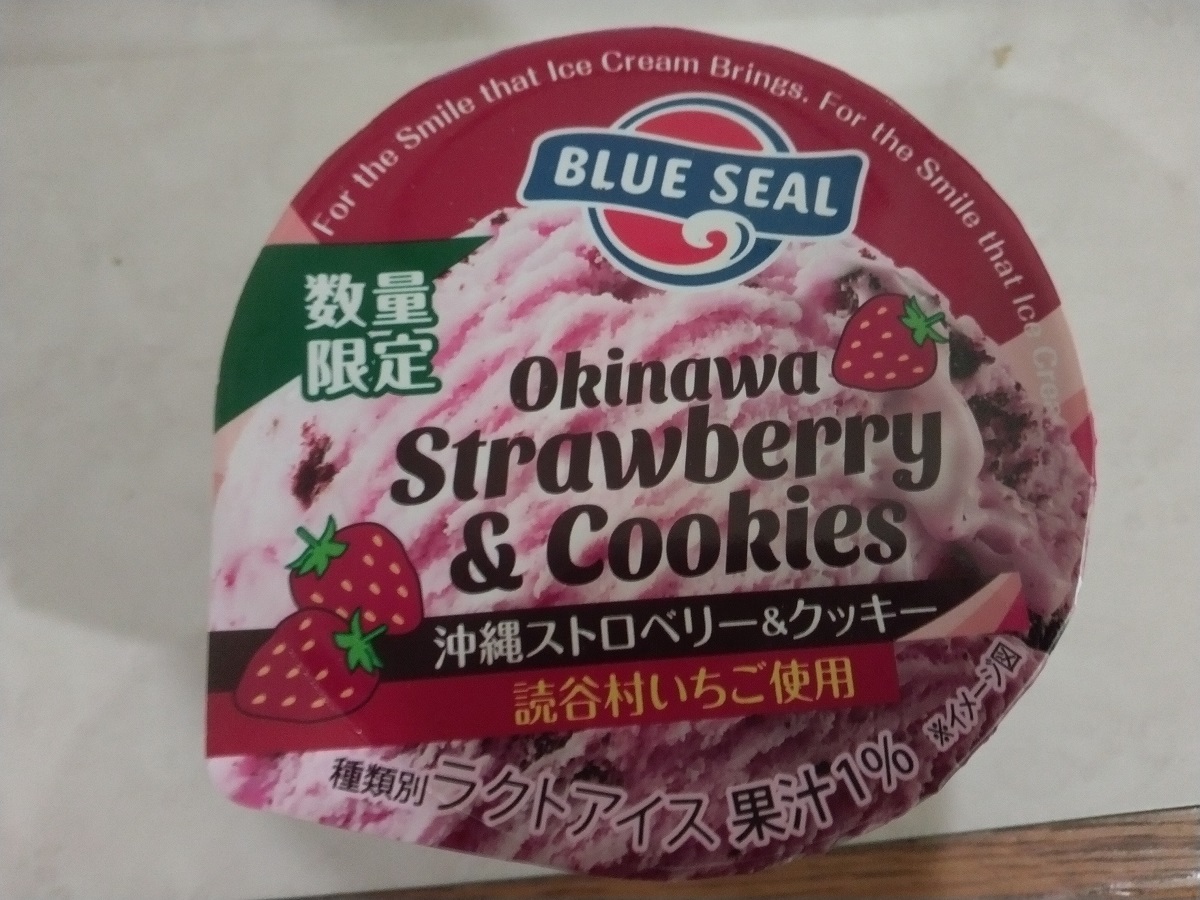 For the Smile that Ice Cream Brings. For the Smile that Ice Cream
BLUE SEAL
数量
限定
Okinawa
Strawberry
& Cookies
沖縄ストロベリー&クッキー
読谷村いちご使用
※イメージ図
種類別ラクトアイス 果汁1%